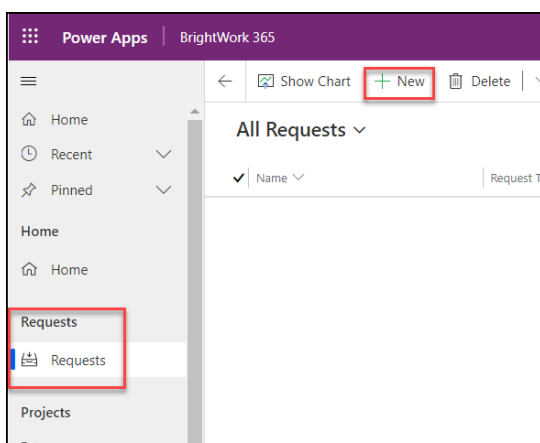 Power Apps BrightWork 365
Show Chart New Delete
Home
All Requests
Recent
Name Request T
Pinned
Home
Home
Requests
Requests
Projects